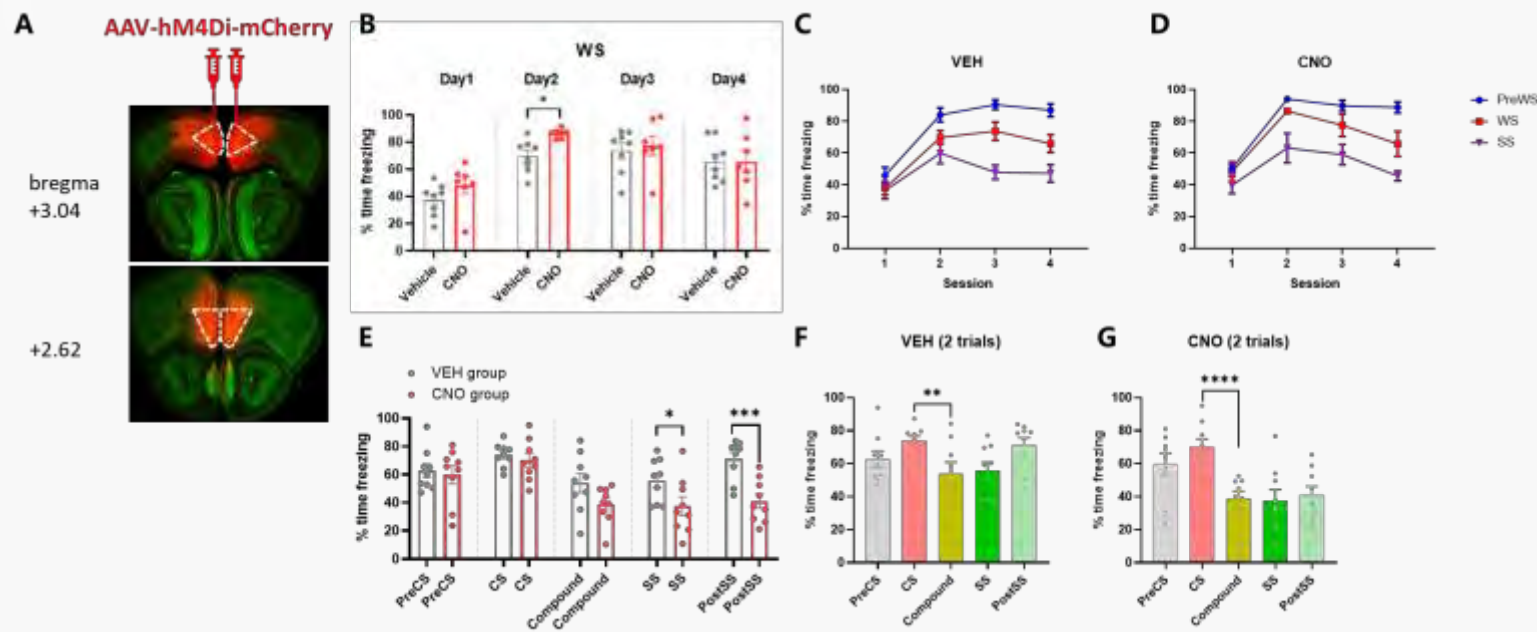 A
AAV-hM4Di-mCherry
bregma
+3.04
+2.62
B
WS
Day1 Day2 Day3 Day4
*
% time freezing
100
80
60
40
20
0
Vehicle CNO Vehicle CNO Vehicle CNO Vehicle CNO
C
VEH
% time freezing
100
80
60
40
20
0
1 2 3 4
Session
D
CNO
% time freezing
100
80
60
40
20
0
1 2 3 4
Session
PreWS
WS
SS
E
VEH group
CNO group
* ***
% time freezing
100
80
60
40
20
0
PreCS PreCS CS CS Compound Compound SS SS PostSS PostSS
F
VEH (2 trials)
**
% time freezing
100
80
60
40
20
0
PreCS CS Compound SS PostSS
G
CNO (2 trials)
****
% time freezing
100
80
60
40
20
0
PreCS CS Compound SS PostSS